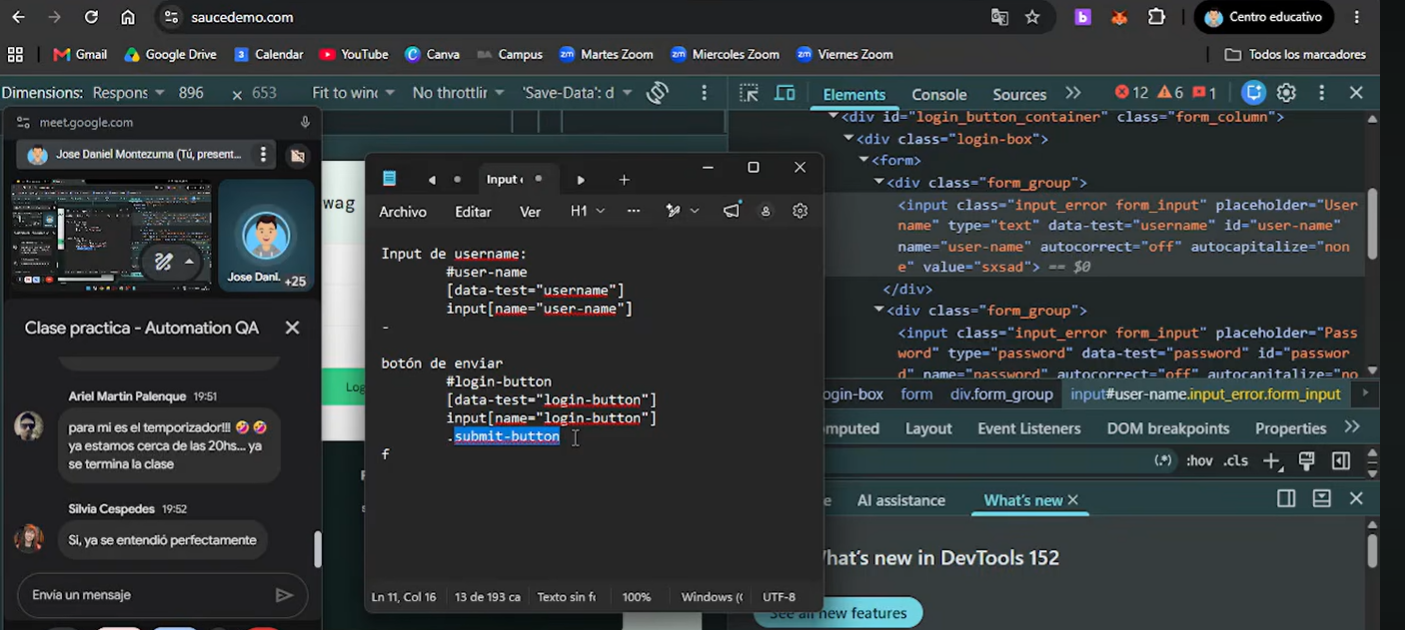 saucedemo.com
Centro educativo
Gmail
Google Drive
Calendar
YouTube
Canva
Campus
Martes Zoom
Miercoles Zoom
Viernes Zoom
Todos los marcadores
Dimensions: Respons 896 x 653 Fit to win No throttlir 'Save-Data': d
Elements Console Sources 12 6 1
meet.google.com
Jose Daniel Montezuma (Tú, present...
Jose Dani... +25
Clase practica - Automation QA
Ariel Martin Palenque 19:51
para mi es el temporizador!!! 🤣 🤣
ya estamos cerca de las 20hs... ya
se termina la clase
Silvia Cespedes 19:52
Si, ya se entendió perfectamente
Envía un mensaje
wag
Log
Input
Archivo Editar Ver H1
Input de username:
#user-name
[data-test="username"]
input[name="user-name"]
-
botón de enviar
#login-button
[data-test="login-button"]
input[name="login-button"]
.submit-button
f
Ln 11, Col 16 13 de 193 ca Texto sin f 100% Windows ( UTF-8
<div id="login_button_container" class="form_column">
<div class="login-box">
<form>
<div class="form_group">
<input class="input_error form_input" placeholder="User
name" type="text" data-test="username" id="user-name"
name="user-name" autocorrect="off" autocapitalize="non
e" value="sxsad"> == $0
</div>
<div class="form_group">
<input class="input_error form_input" placeholder="Pass
word" type="password" data-test="password" id="passwor
d" name="password" autocorrect="off" autocapitalize="no
ogin-box form div.form_group input#user-name.input_error.form_input
omputed Layout Event Listeners DOM breakpoints Properties
(.*) :hov .cls
e AI assistance What's new
What's new in DevTools 152
See all new features